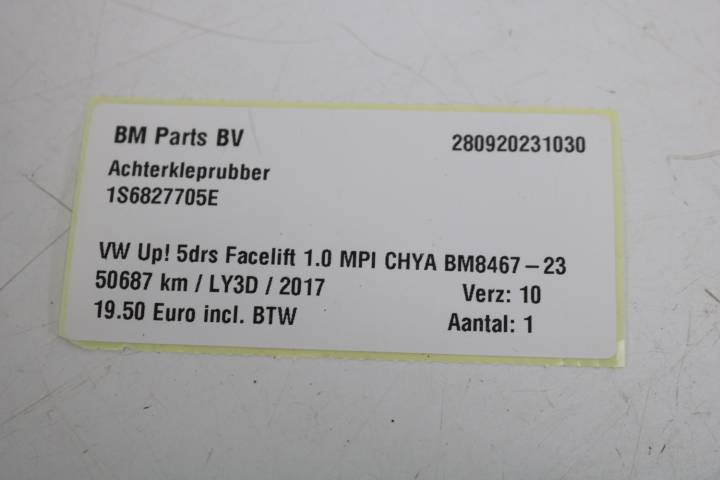 BM Parts BV 280920231030
Achterkleprubber
1S6827705E
VW Up! 5drs Facelift 1.0 MPI CHYA BM8467-23
50687 km / LY3D / 2017 Verz: 10
19.50 Euro incl. BTW Aantal: 1